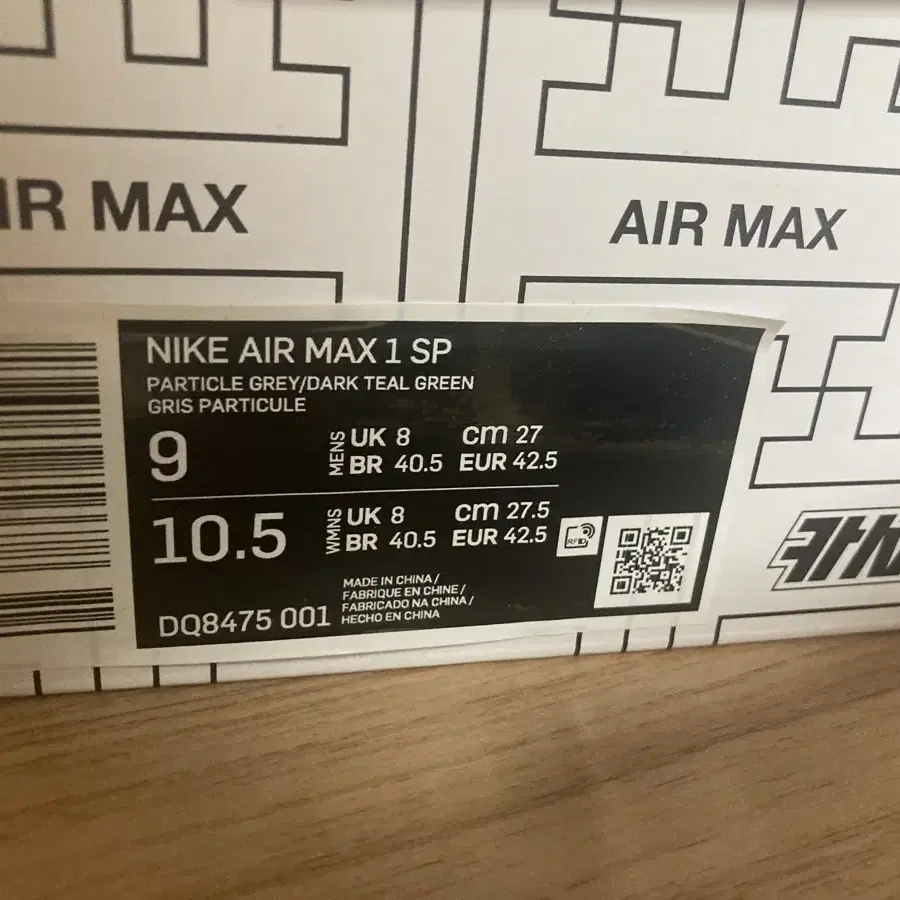 IR MAX
AIR MAX
NIKE AIR MAX 1 SP
PARTICLE GREY/DARK TEAL GREEN
GRIS PARTICULE
9 MENS UK 8 cm 27
BR 40.5 EUR 42.5
10.5 WMNS UK 8 cm 27.5
BR 40.5 EUR 42.5
RFID
MADE IN CHINA /
FABRIQUE EN CHINE /
FABRICADO NA CHINA /
HECHO EN CHINA
DQ8475 001